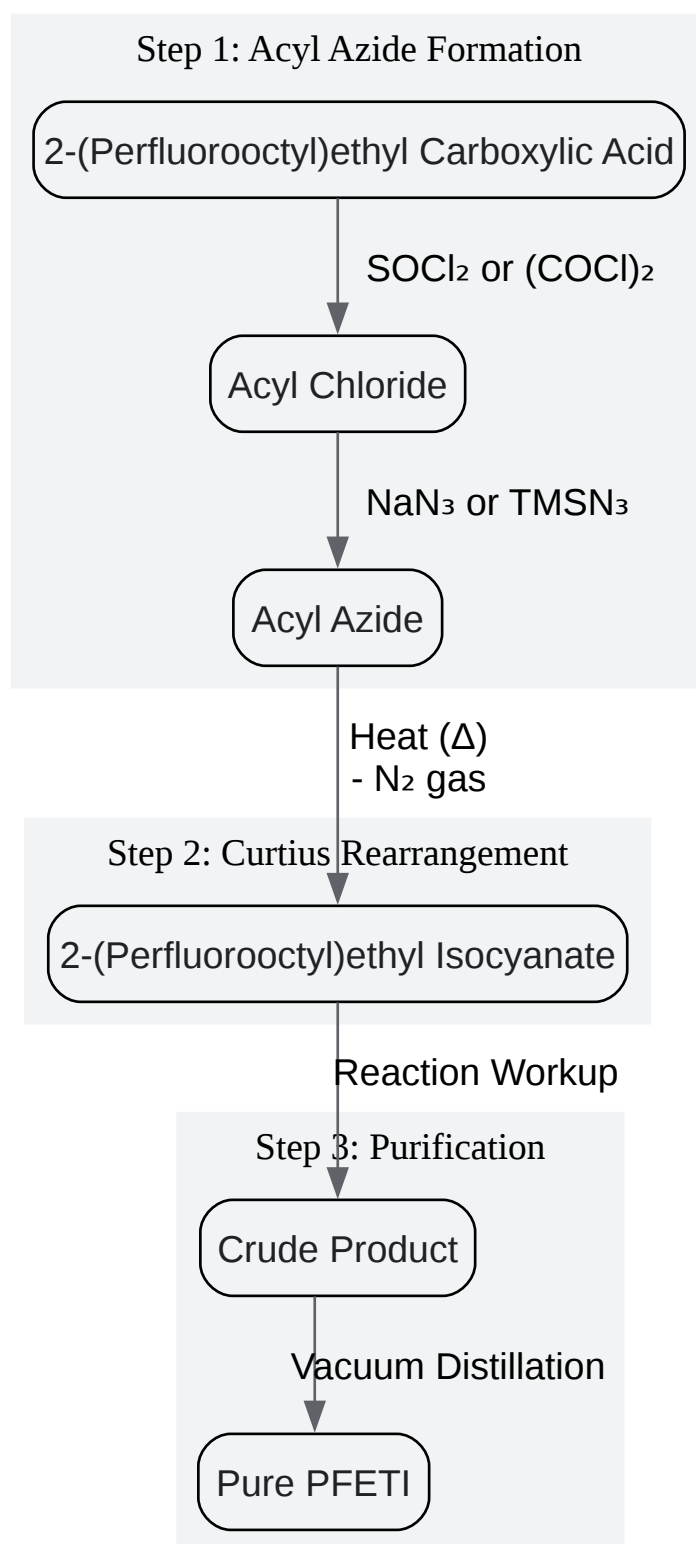 Step 1: Acyl Azide Formation
2-(Perfluorooctyl)ethyl Carboxylic Acid
SOCl₂ or (COCl)₂
Acyl Chloride
NaN₃ or TMSN₃
Acyl Azide
Heat (Δ)
- N₂ gas
Step 2: Curtius Rearrangement
2-(Perfluorooctyl)ethyl Isocyanate
Reaction Workup
Step 3: Purification
Crude Product
Vacuum Distillation
Pure PFETI